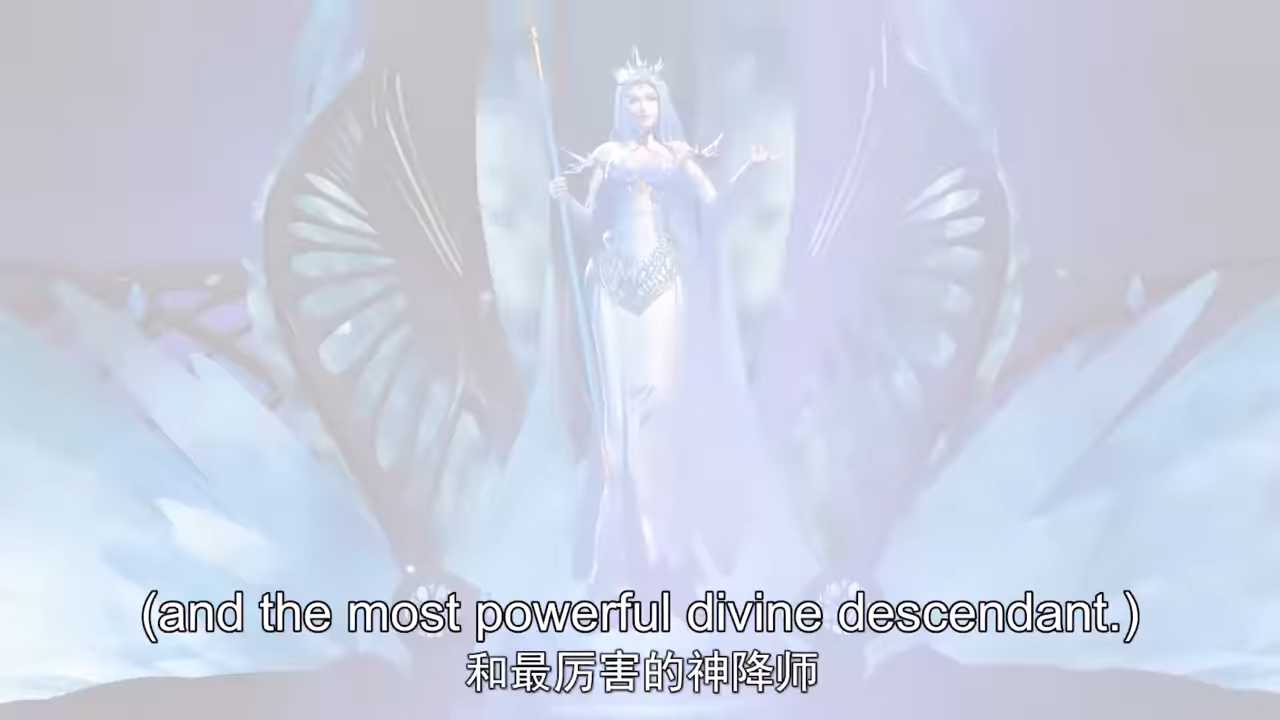 (and the most powerful divine descendant.)
和最厉害的神降师